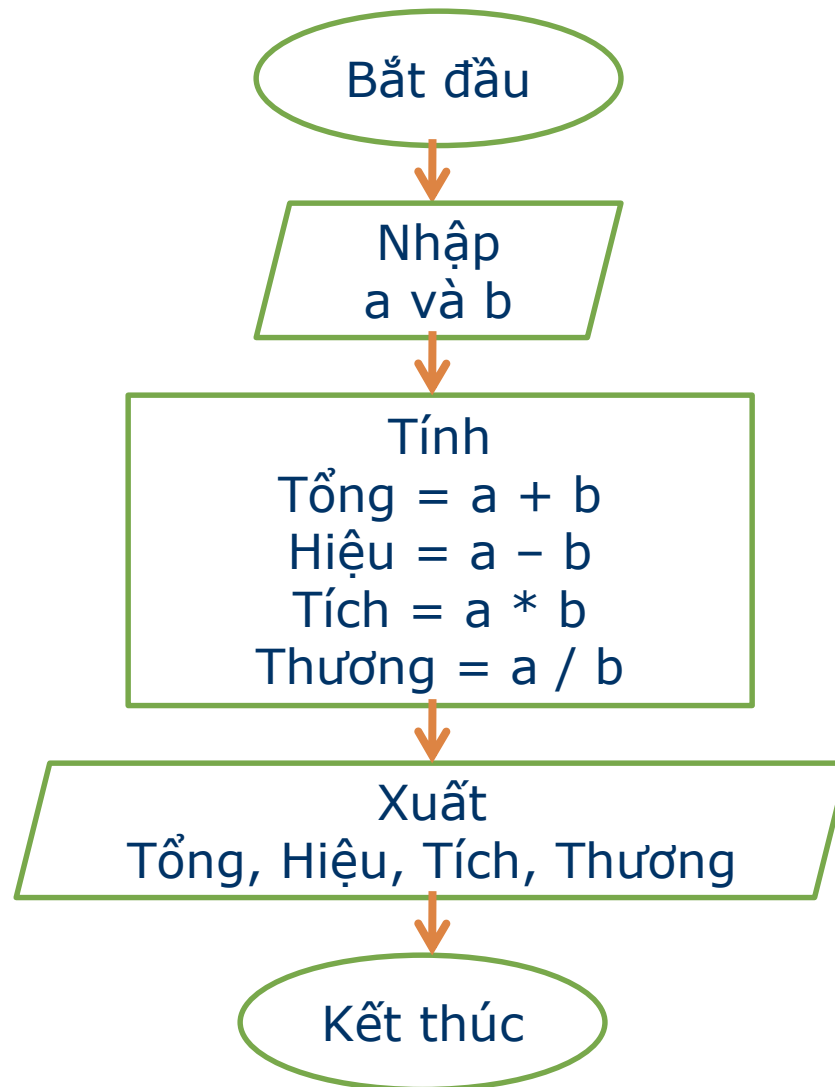 Bắt đầu
Nhập
a và b
Tính
Tổng = a + b
Hiệu = a – b
Tích = a * b
Thương = a / b
Xuất
Tổng, Hiệu, Tích, Thương
Kết thúc